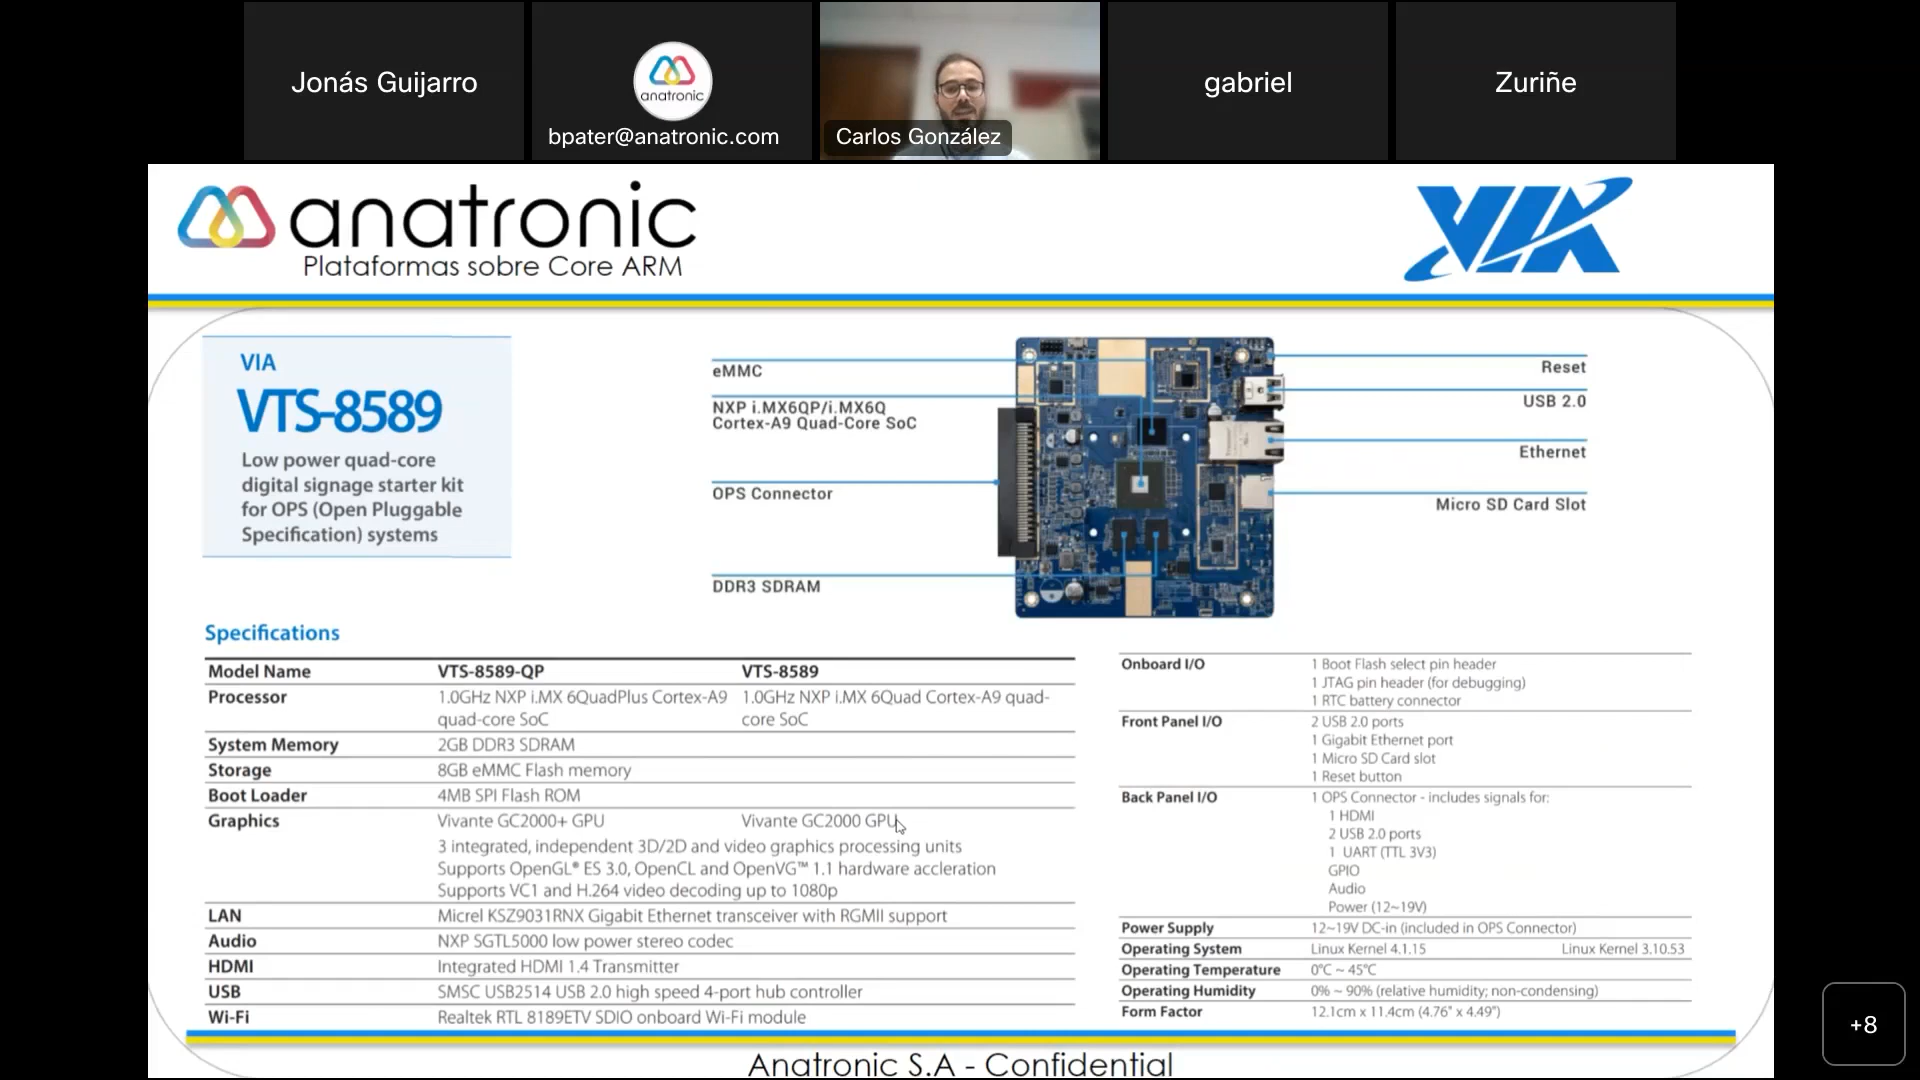 Jonás Guijarro
anatronic
bpater@anatronic.com
Carlos González
gabriel
Zuriñe
anatronic
Plataformas sobre Core ARM
VIA
VIA
VTS-8589
Low power quad-core
digital signage starter kit
for OPS (Open Pluggable
Specification) systems
eMMC
NXP i.MX6QP/i.MX6Q
Cortex-A9 Quad-Core SoC
OPS Connector
DDR3 SDRAM
Reset
USB 2.0
Ethernet
Micro SD Card Slot
Specifications
Model Name VTS-8589-QP VTS-8589
Processor 1.0GHz NXP i.MX 6QuadPlus Cortex-A9 1.0GHz NXP i.MX 6Quad Cortex-A9 quad-
quad-core SoC core SoC
System Memory 2GB DDR3 SDRAM
Storage 8GB eMMC Flash memory
Boot Loader 4MB SPI Flash ROM
Graphics Vivante GC2000+ GPU Vivante GC2000 GPU
3 integrated, independent 3D/2D and video graphics processing units
Supports OpenGL® ES 3.0, OpenCL and OpenVG™ 1.1 hardware accleration
Supports VC1 and H.264 video decoding up to 1080p
LAN Micrel KSZ9031RNX Gigabit Ethernet transceiver with RGMII support
Audio NXP SGTL5000 low power stereo codec
HDMI Integrated HDMI 1.4 Transmitter
USB SMSC USB2514 USB 2.0 high speed 4-port hub controller
Wi-Fi Realtek RTL 8189ETV SDIO onboard Wi-Fi module
Onboard I/O 1 Boot Flash select pin header
1 JTAG pin header (for debugging)
1 RTC battery connector
Front Panel I/O 2 USB 2.0 ports
1 Gigabit Ethernet port
1 Micro SD Card slot
1 Reset button
Back Panel I/O 1 OPS Connector - includes signals for:
1 HDMI
2 USB 2.0 ports
1 UART (TTL 3V3)
GPIO
Audio
Power (12~19V)
Power Supply 12~19V DC-in (included in OPS Connector)
Operating System Linux Kernel 4.1.15 Linux Kernel 3.10.53
Operating Temperature 0°C ~ 45°C
Operating Humidity 0% ~ 90% (relative humidity; non-condensing)
Form Factor 12.1cm x 11.4cm (4.76" x 4.49")
Anatronic S.A - Confidential
+8